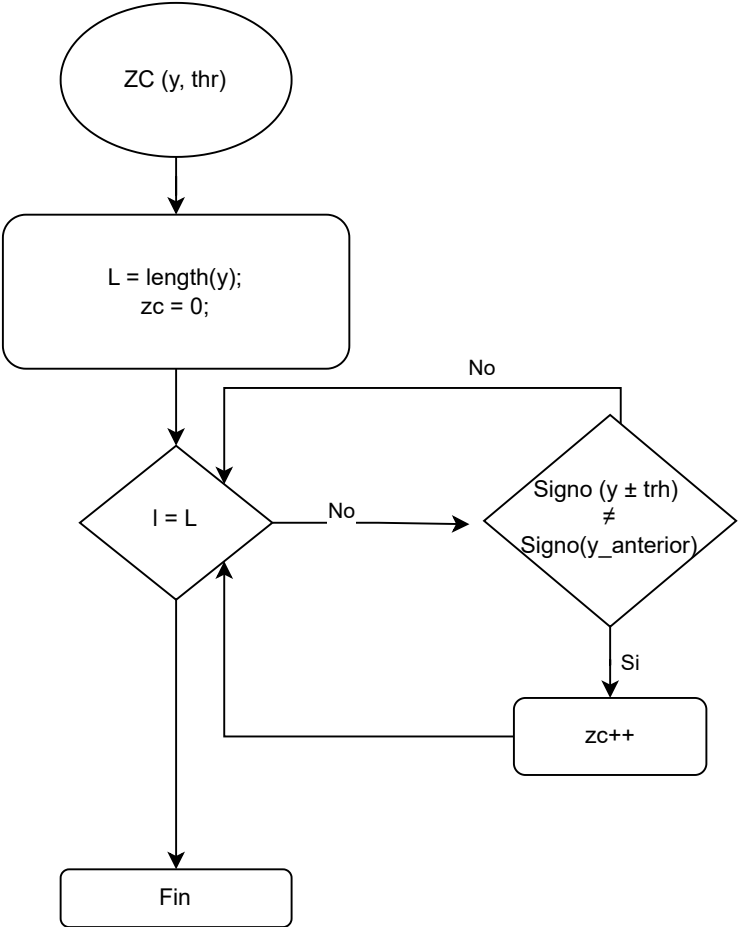 ZC (y, thr)
L = length(y);
zc = 0;
No
I = L
No
Signo (y ± trh)
≠
Signo(y_anterior)
Si
zc++
Fin